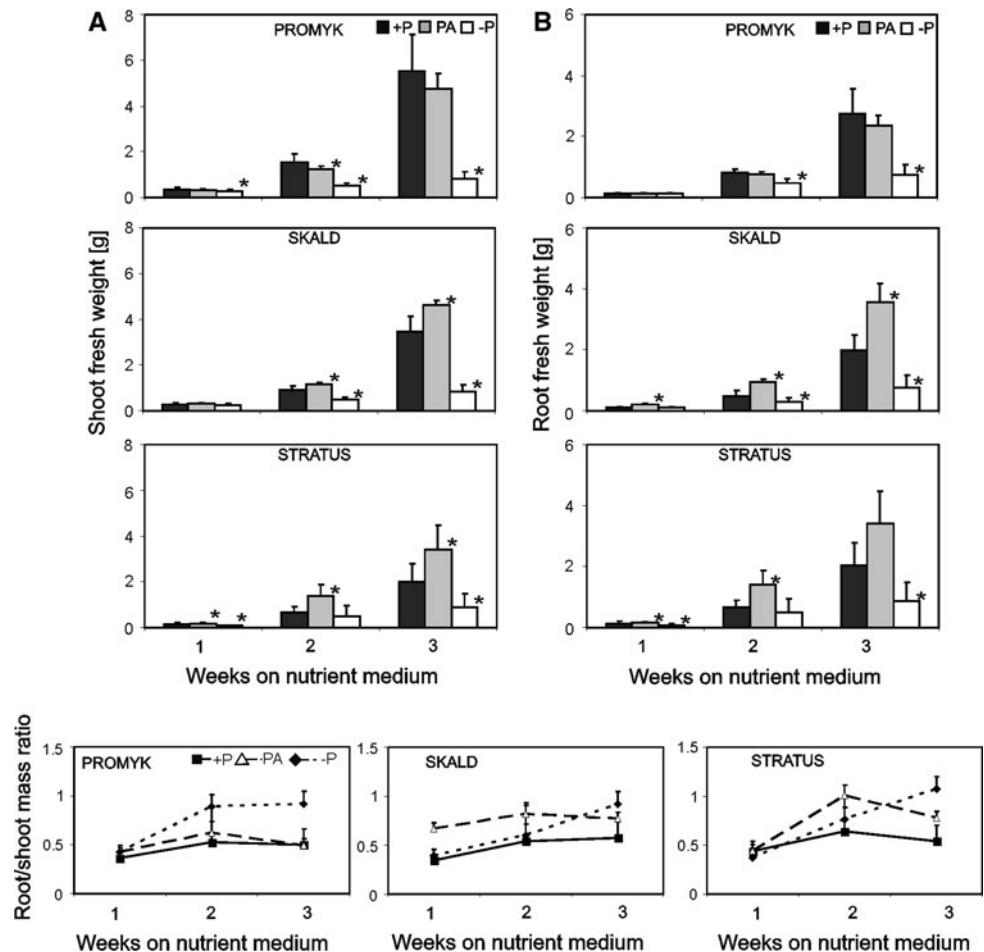 A
PROMYK +P PA -P
8
6
4
2
0
SKALD
8
6
4
2
0
STRATUS
8
6
4
2
0
1 2 3
Shoot fresh weight [g]
Weeks on nutrient medium
B
PROMYK +P PA -P
6
4
2
0
SKALD
6
4
2
0
STRATUS
6
4
2
0
1 2 3
Root fresh weight [g]
Weeks on nutrient medium
Root/shoot mass ratio
PROMYK +P PA -P
1.5
1
0.5
0
1 2 3
Weeks on nutrient medium
SKALD
1.5
1
0.5
0
1 2 3
Weeks on nutrient medium
STRATUS
1.5
1
0.5
0
1 2 3
Weeks on nutrient medium